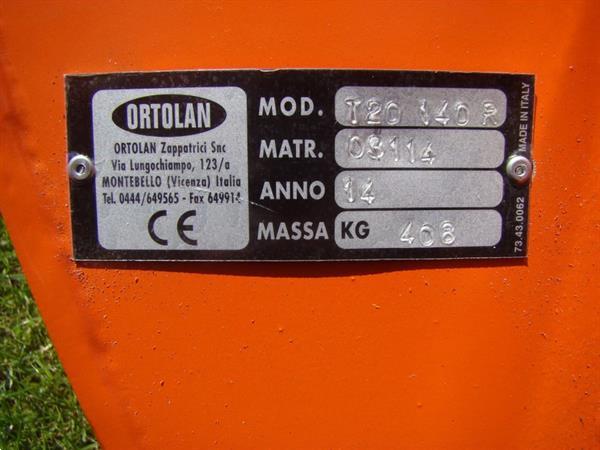 ORTOLAN
ORTOLAN Zappatrici Snc
Via Lungochiampo, 123/a
MONTEBELLO (Vicenza) Italia
Tel. 0444/649565 - Fax 649914
CE
MOD. T20 140 R
MATR. 03114
ANNO 14
MASSA KG 408
MADE IN ITALY
73.43.0062